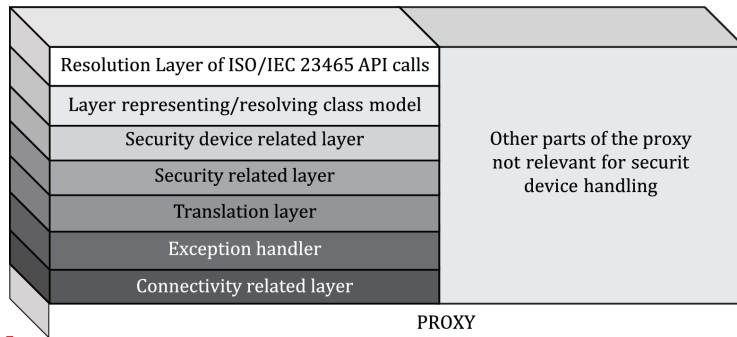 Resolution Layer of ISO/IEC 23465 API calls
Layer representing/resolving class model
Security device related layer
Security related layer
Translation layer
Exception handler
Connectivity related layer
Other parts of the proxy
not relevant for securit
device handling
PROXY